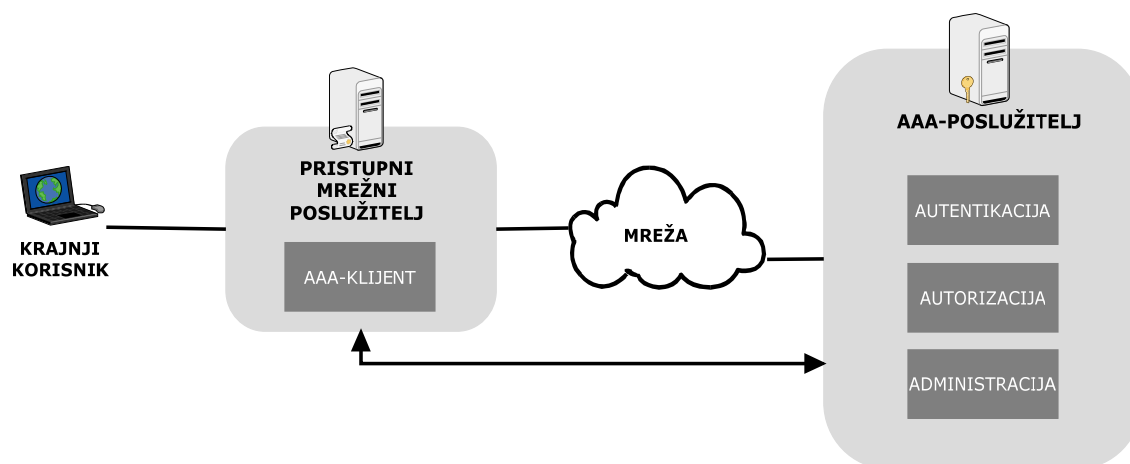 KRAJNJI
KORISNIK
PRISTUPNI
MREŽNI
POSLUŽITELJ
AAA-KLIJENT
MREŽA
AAA-POSLUŽITELJ
AUTENTIKACIJA
AUTORIZACIJA
ADMINISTRACIJA